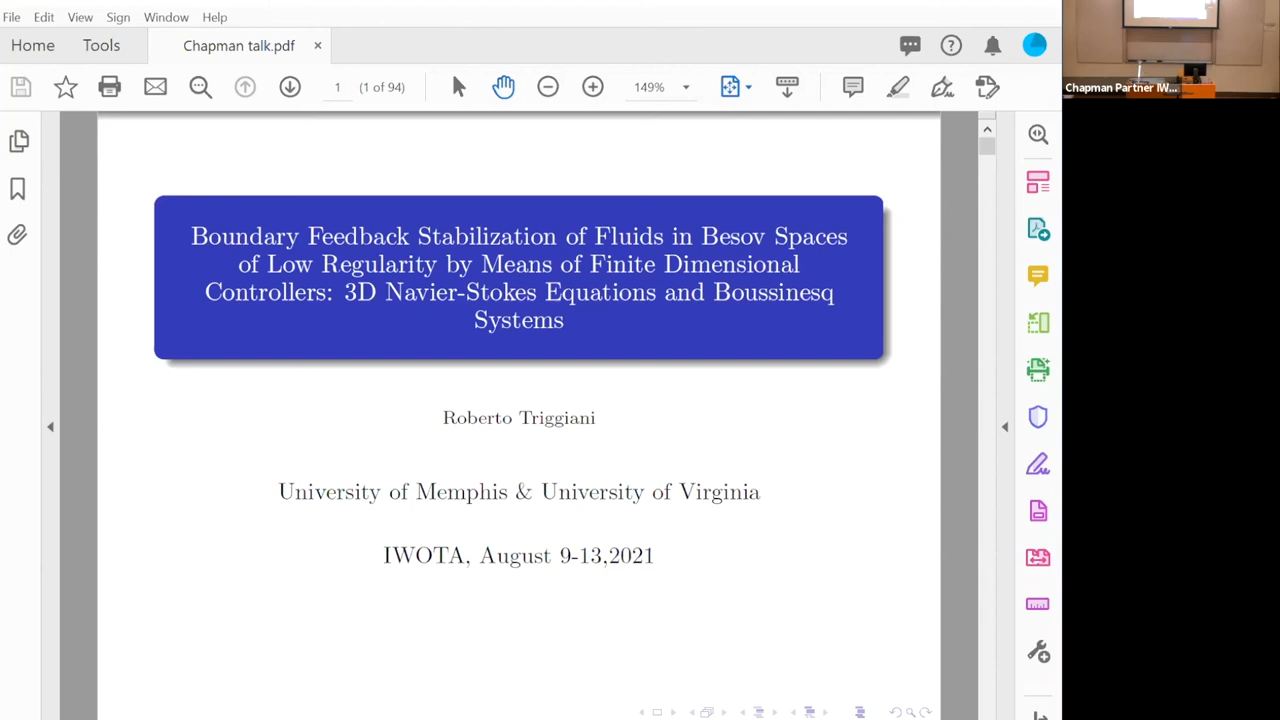 File Edit View Sign Window Help
Home Tools Chapman talk.pdf ×
1 (1 of 94) 149%
Chapman Partner IW...
Boundary Feedback Stabilization of Fluids in Besov Spaces
of Low Regularity by Means of Finite Dimensional
Controllers: 3D Navier-Stokes Equations and Boussinesq
Systems
Roberto Triggiani
University of Memphis & University of Virginia
IWOTA, August 9-13,2021